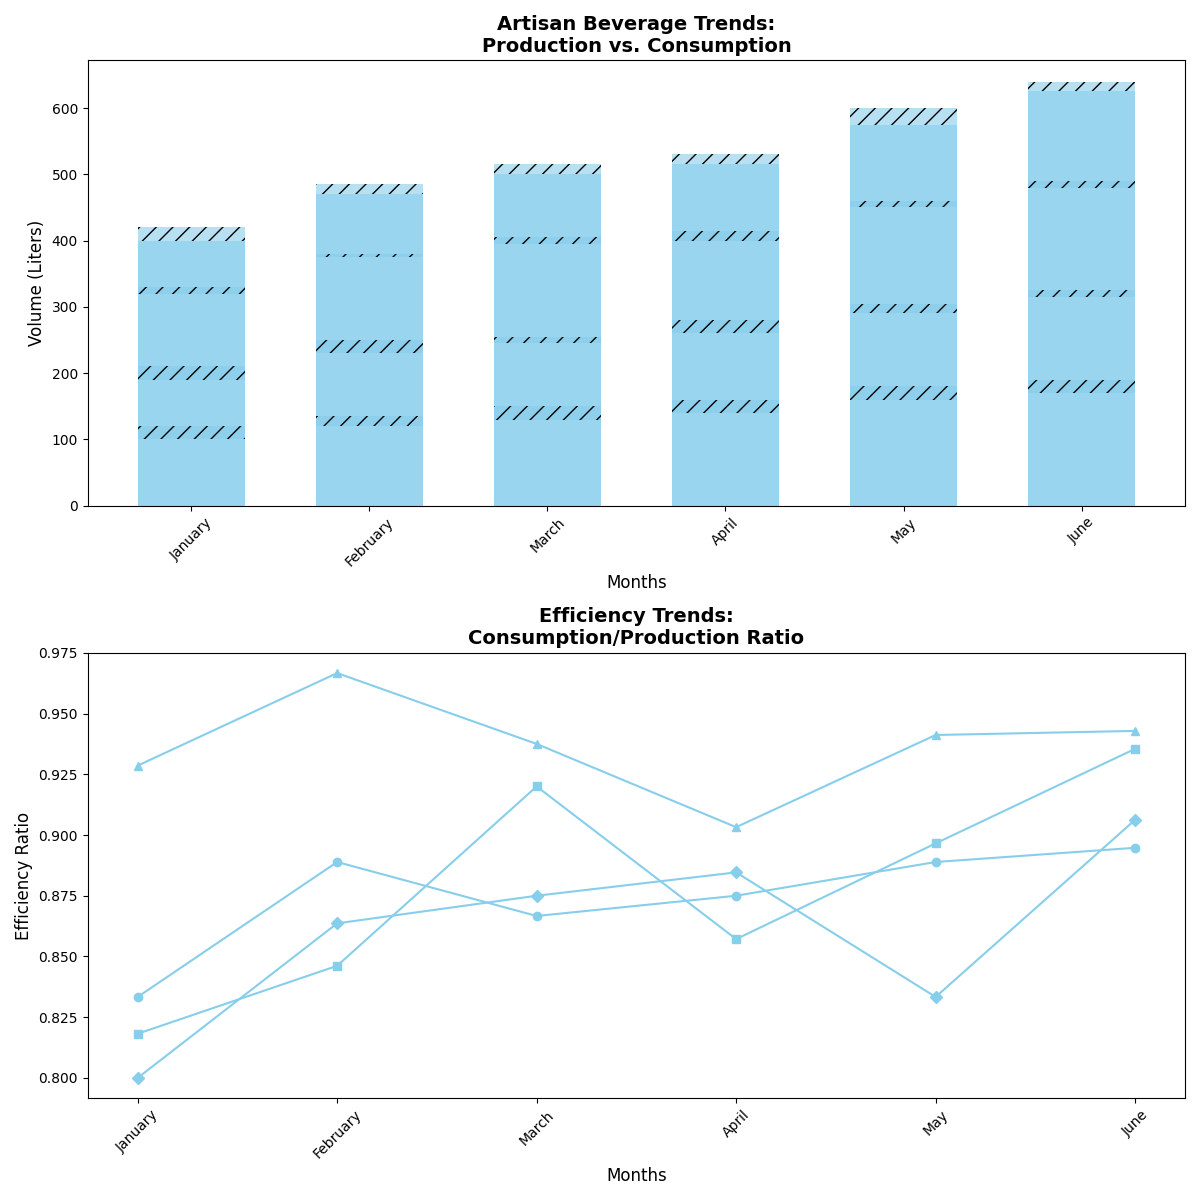 Artisan Beverage Trends:
Production vs. Consumption
Volume (Liters)
600
500
400
300
200
100
0
January
February
March
April
May
June
Months
Efficiency Trends:
Consumption/Production Ratio
Efficiency Ratio
0.975
0.950
0.925
0.900
0.875
0.850
0.825
0.800
January
February
March
April
May
June
Months